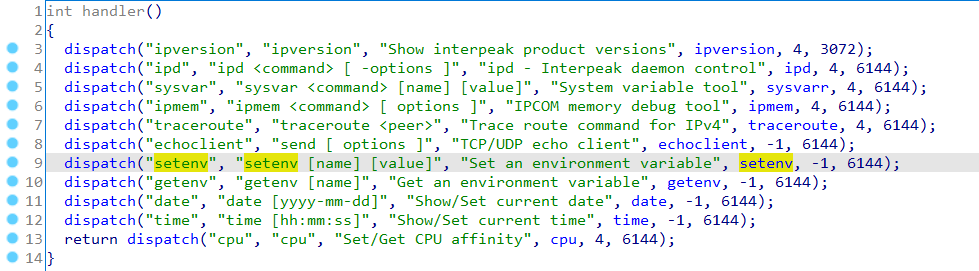 1 int handler()
2 {
3 dispatch("ipversion", "ipversion", "Show interpeak product versions", ipversion, 4, 3072);
4 dispatch("ipd", "ipd <command> [ -options ]", "ipd - Interpeak daemon control", ipd, 4, 6144);
5 dispatch("sysvar", "sysvar <command> [name] [value]", "System variable tool", sysvarr, 4, 6144);
6 dispatch("ipmem", "ipmem <command> [ options ]", "IPCOM memory debug tool", ipmem, 4, 6144);
7 dispatch("traceroute", "traceroute <peer>", "Trace route command for IPv4", traceroute, 4, 6144);
8 dispatch("echoclient", "send [ options ]", "TCP/UDP echo client", echoclient, -1, 6144);
9 dispatch("setenv", "setenv [name] [value]", "Set an environment variable", setenv, -1, 6144);
10 dispatch("getenv", "getenv [name]", "Get an environment variable", getenv, -1, 6144);
11 dispatch("date", "date [yyyy-mm-dd]", "Show/Set current date", date, -1, 6144);
12 dispatch("time", "time [hh:mm:ss]", "Show/Set current time", time, -1, 6144);
13 return dispatch("cpu", "cpu", "Set/Get CPU affinity", cpu, 4, 6144);
14 }